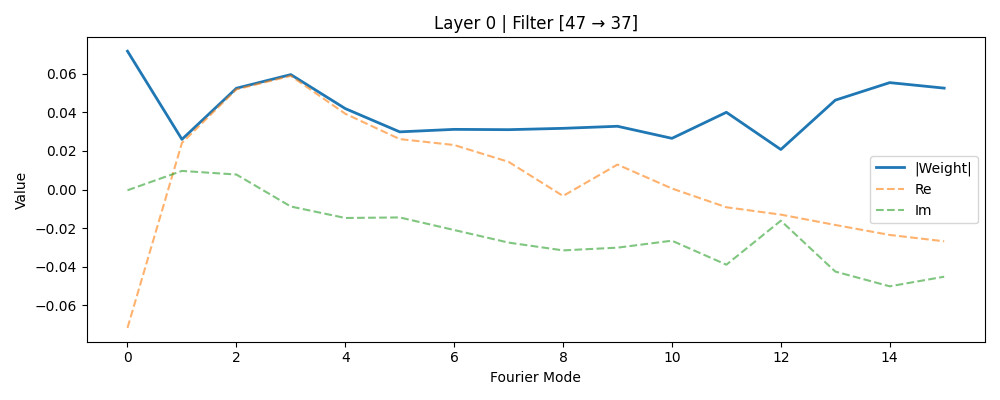 Layer 0 | Filter [47 → 37]
Value
0.06
0.04
0.02
0.00
−0.02
−0.04
−0.06
|Weight|
Re
Im
0 2 4 6 8 10 12 14
Fourier Mode